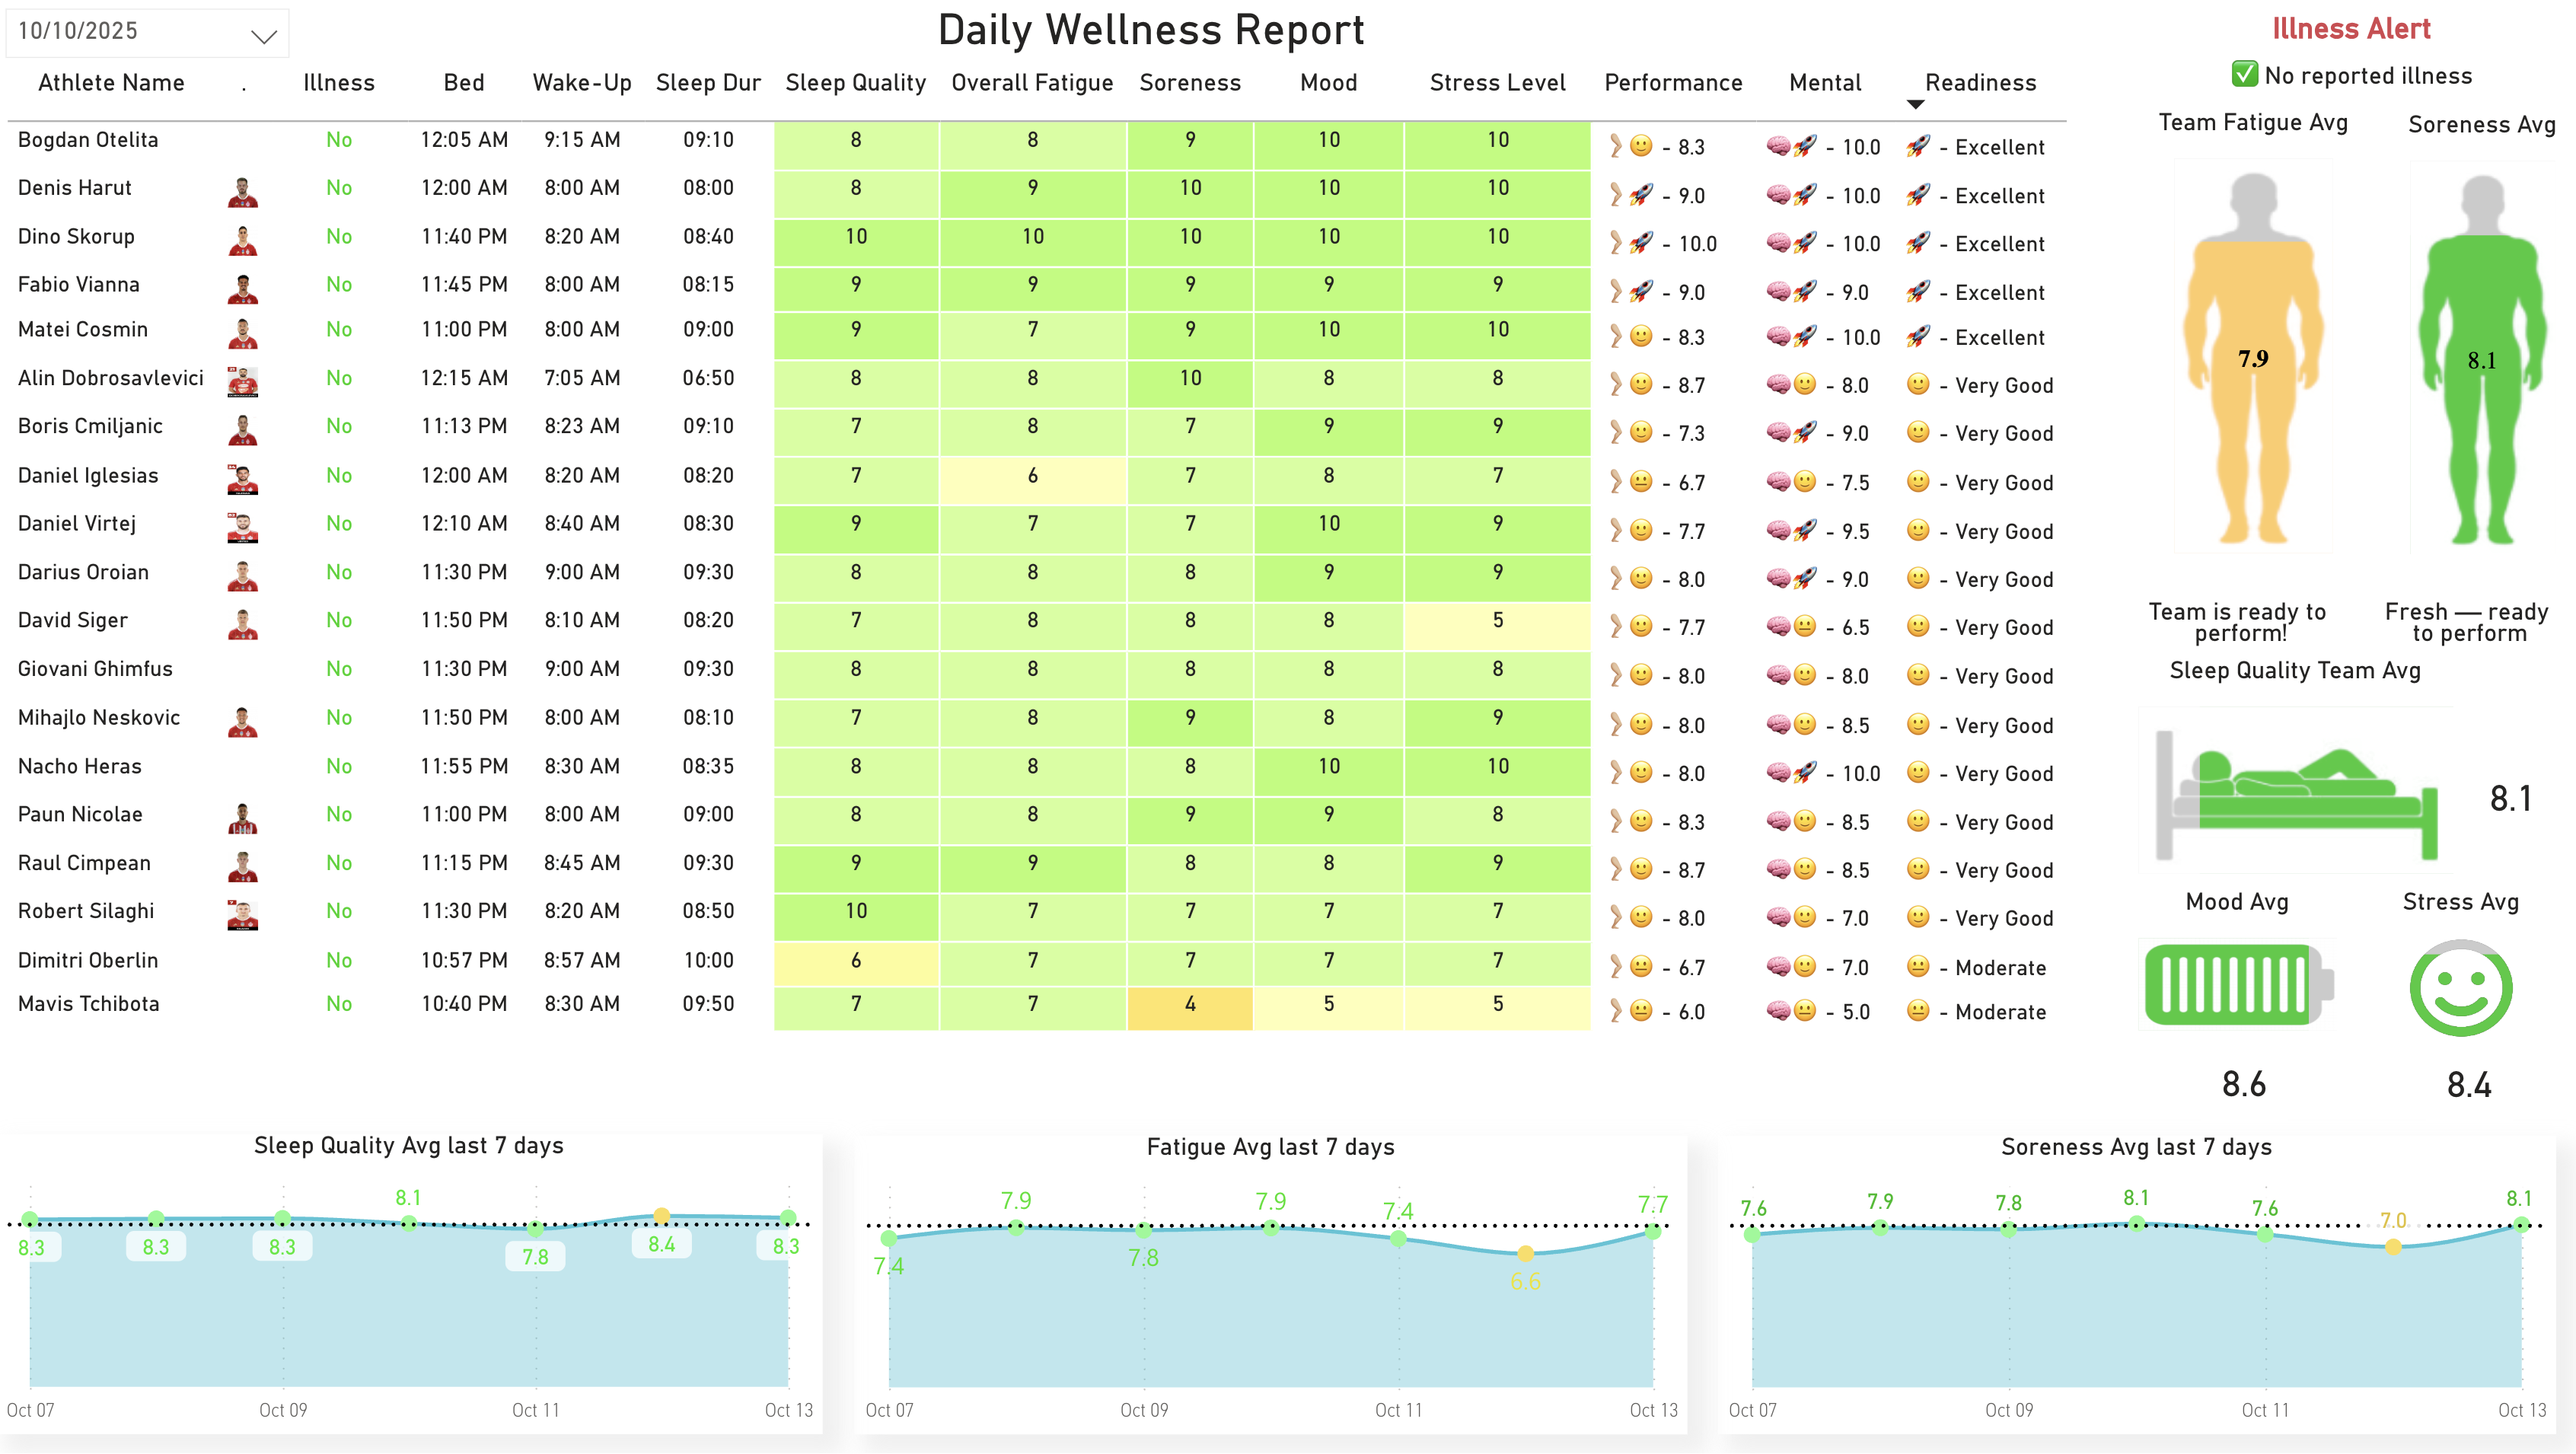 10/10/2025
Daily Wellness Report
Athlete Name . Illness Bed Wake-Up Sleep Dur Sleep Quality Overall Fatigue Soreness Mood Stress Level Performance Mental Readiness
Bogdan Otelita No 12:05 AM 9:15 AM 09:10 8 8 9 10 10 - 8.3 - 10.0 - Excellent
Denis Harut No 12:00 AM 8:00 AM 08:00 8 9 10 10 10 - 9.0 - 10.0 - Excellent
Dino Skorup No 11:40 PM 8:20 AM 08:40 10 10 10 10 10 - 10.0 - 10.0 - Excellent
Fabio Vianna No 11:45 PM 8:00 AM 08:15 9 9 9 9 9 - 9.0 - 9.0 - Excellent
Matei Cosmin No 11:00 PM 8:00 AM 09:00 9 7 9 10 10 - 8.3 - 10.0 - Excellent
Alin Dobrosavlevici No 12:15 AM 7:05 AM 06:50 8 8 10 8 8 - 8.7 - 8.0 - Very Good
Boris Cmiljanic No 11:13 PM 8:23 AM 09:10 7 8 7 9 9 - 7.3 - 9.0 - Very Good
Daniel Iglesias No 12:00 AM 8:20 AM 08:20 7 6 7 8 7 - 6.7 - 7.5 - Very Good
Daniel Virtej No 12:10 AM 8:40 AM 08:30 9 7 7 10 9 - 7.7 - 9.5 - Very Good
Darius Oroian No 11:30 PM 9:00 AM 09:30 8 8 8 9 9 - 8.0 - 9.0 - Very Good
David Siger No 11:50 PM 8:10 AM 08:20 7 8 8 8 5 - 7.7 - 6.5 - Very Good
Giovani Ghimfus No 11:30 PM 9:00 AM 09:30 8 8 8 8 8 - 8.0 - 8.0 - Very Good
Mihajlo Neskovic No 11:50 PM 8:00 AM 08:10 7 8 9 8 9 - 8.0 - 8.5 - Very Good
Nacho Heras No 11:55 PM 8:30 AM 08:35 8 8 8 10 10 - 8.0 - 10.0 - Very Good
Paun Nicolae No 11:00 PM 8:00 AM 09:00 8 8 9 9 8 - 8.3 - 8.5 - Very Good
Raul Cimpean No 11:15 PM 8:45 AM 09:30 9 9 8 8 9 - 8.7 - 8.5 - Very Good
Robert Silaghi No 11:30 PM 8:20 AM 08:50 10 7 7 7 7 - 8.0 - 7.0 - Very Good
Dimitri Oberlin No 10:57 PM 8:57 AM 10:00 6 7 7 7 7 - 6.7 - 7.0 - Moderate
Mavis Tchibota No 10:40 PM 8:30 AM 09:50 7 7 4 5 5 - 6.0 - 5.0 - Moderate
Illness Alert
✅ No reported illness
Team Fatigue Avg
Soreness Avg
7.9
8.1
Team is ready to
perform!
Fresh — ready
to perform
Sleep Quality Team Avg
8.1
Mood Avg
Stress Avg
8.6
8.4
Sleep Quality Avg last 7 days
8.3 8.3 8.3 8.1 7.8 8.4 8.3
Oct 07 Oct 09 Oct 11 Oct 13
Fatigue Avg last 7 days
7.4 7.9 7.8 7.9 7.4 6.6 7.7
Oct 07 Oct 09 Oct 11 Oct 13
Soreness Avg last 7 days
7.6 7.9 7.8 8.1 7.6 7.0 8.1
Oct 07 Oct 09 Oct 11 Oct 13